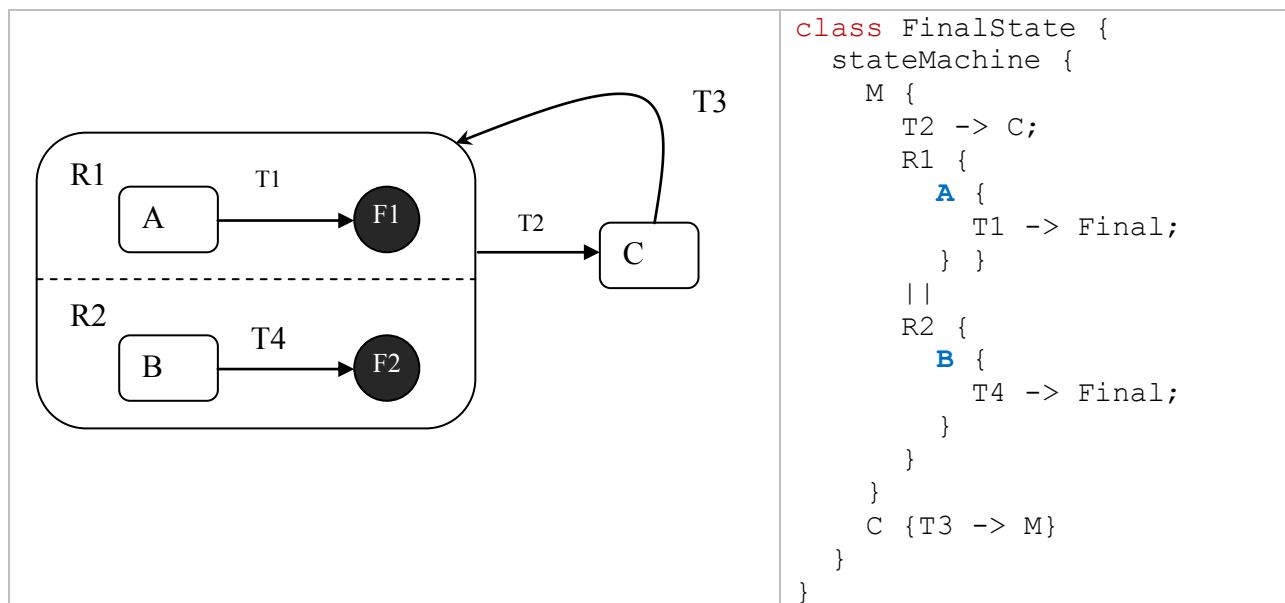 T3
R1
T1
A
F1
T2
C
R2
T4
B
F2
class FinalState {
stateMachine {
M {
T2 -> C;
R1 {
A {
T1 -> Final;
} }
||
R2 {
B {
T4 -> Final;
}
}
}
C {T3 -> M}
}
}